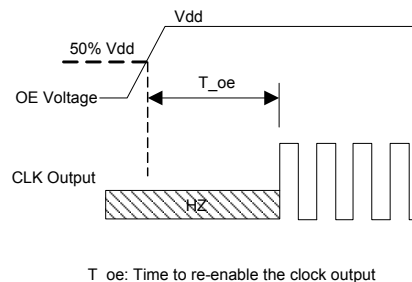 Vdd
50% Vdd
T_oe
OE Voltage
CLK Output
HZ
T_oe: Time to re-enable the clock output